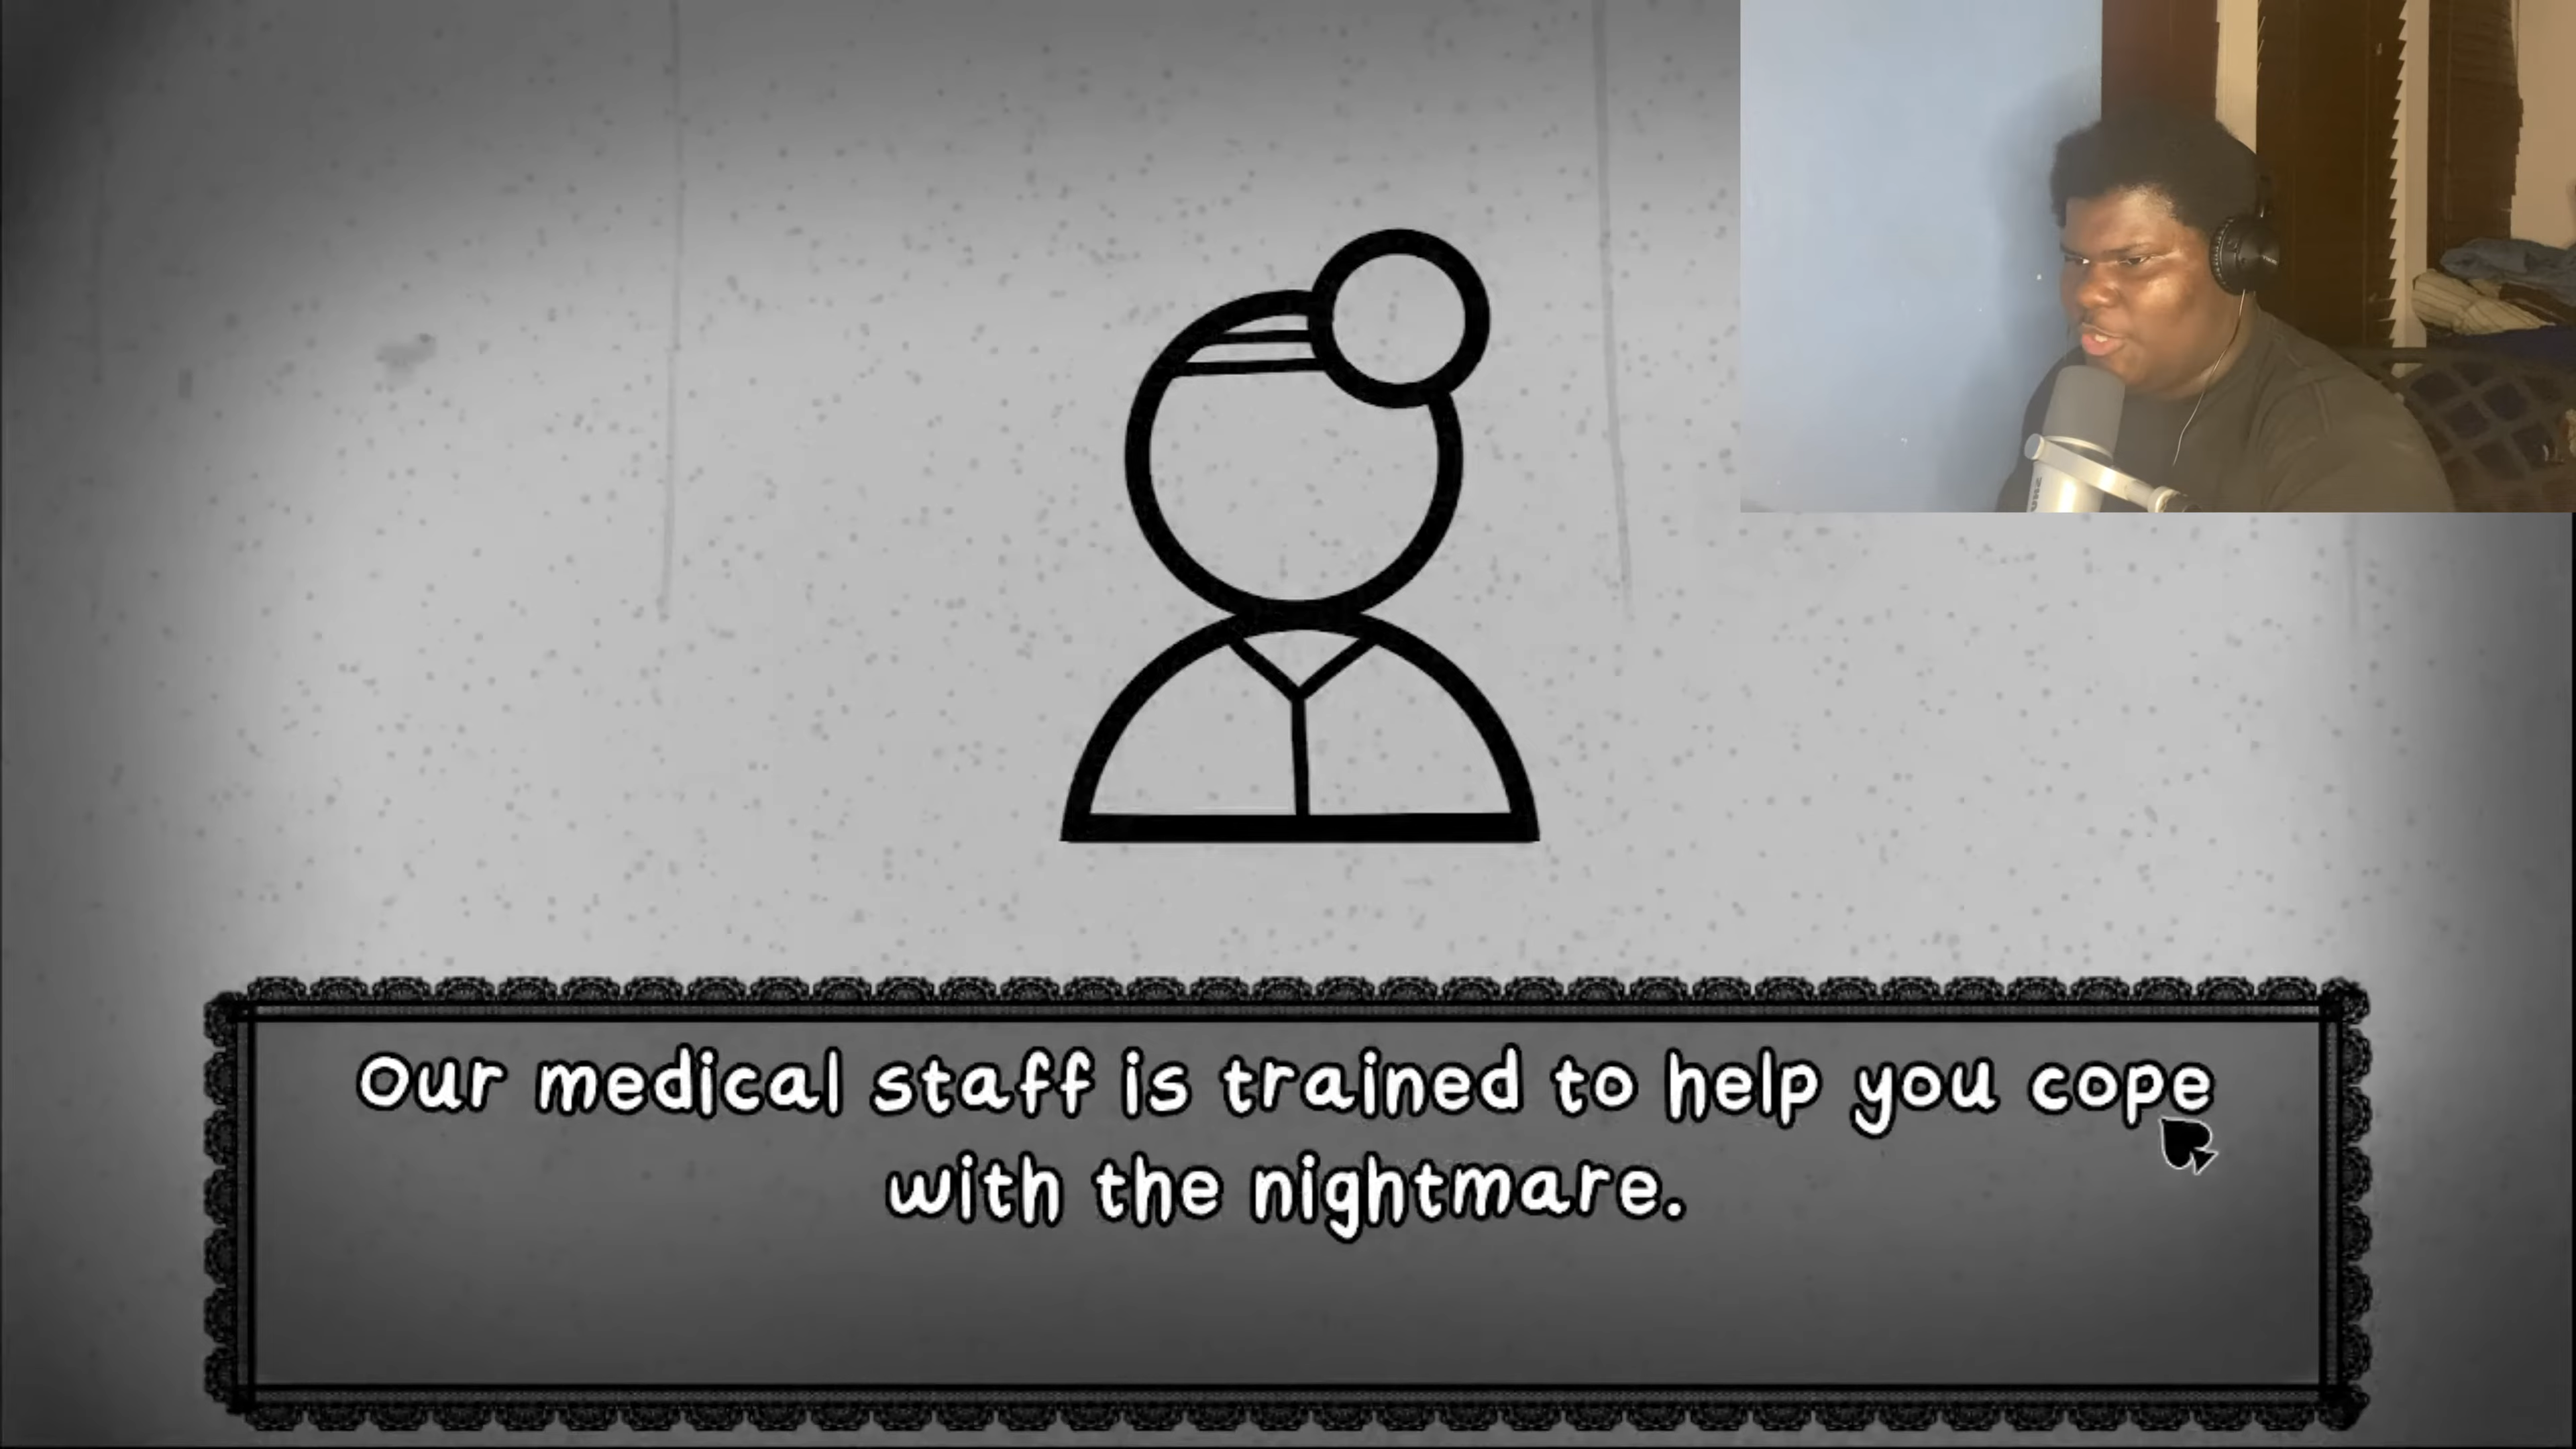 Our medical staff is trained to help you cope
with the nightmare.